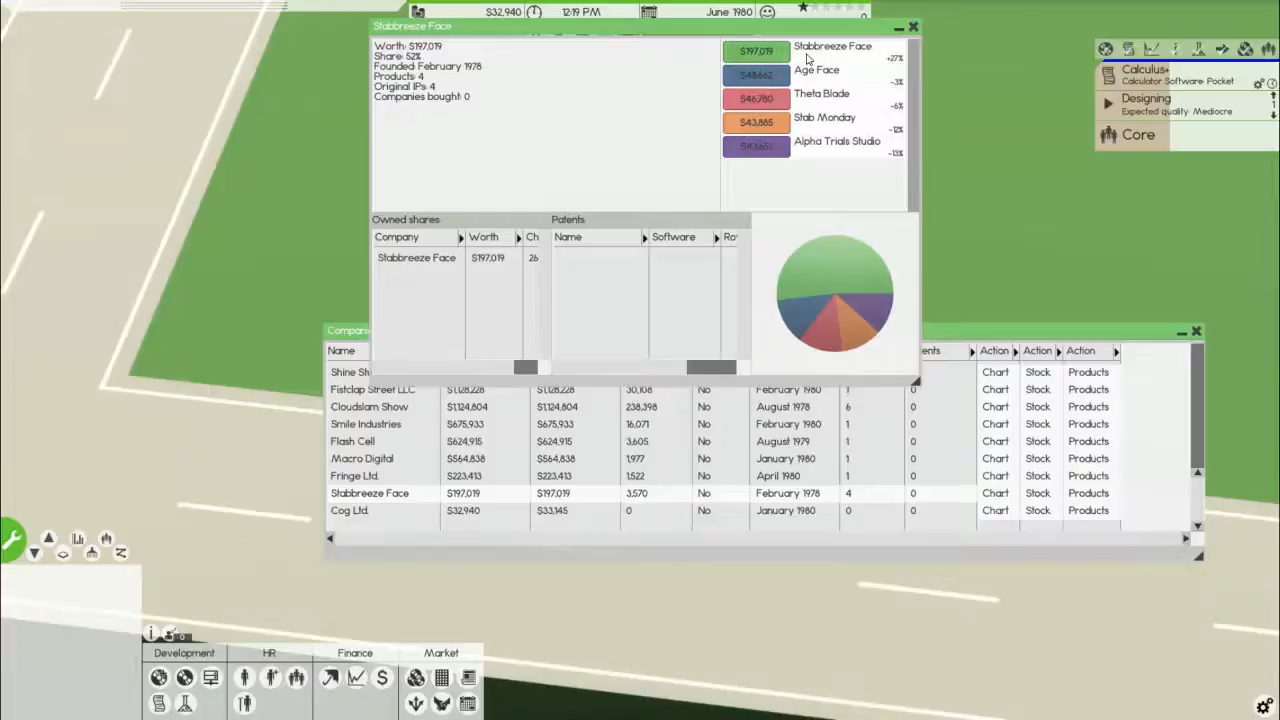 $32,940 12:19 PM June 1980 0
Stabbreeze Face
Worth: $197,019
Share: 52%
Founded: February 1978
Products: 4
Original IPs: 4
Companies bought: 0
$197,019 Stabbreeze Face +27%
$48,662 Age Face -3%
$46,780 Theta Blade -6%
$43,885 Stab Monday -12%
Alpha Trials Studio -13%
Owned shares
Company Worth Ch
Stabbreeze Face $197,019 26
Patents
Name Software Ro
Calculus+
Calculator Software: Pocket
Designing
Expected quality: Mediocre
Core
Compani
Name ents Action Action Action
Shine St Chart Stock Products
Fistclap Street LLC $1,128,228 $1,128,228 30,108 No February 1980 1 0 Chart Stock Products
Cloudslam Show $1,124,804 $1,124,804 238,398 No August 1978 6 0 Chart Stock Products
Smile Industries $675,933 $675,933 16,071 No February 1980 1 0 Chart Stock Products
Flash Cell $624,915 $624,915 3,605 No August 1979 1 0 Chart Stock Products
Macro Digital $564,838 $564,838 1,977 No January 1980 1 0 Chart Stock Products
Fringe Ltd. $223,413 $223,413 1,522 No April 1980 1 0 Chart Stock Products
Stabbreeze Face $197,019 $197,019 3,570 No February 1978 4 0 Chart Stock Products
Cog Ltd. $32,940 $33,145 0 No January 1980 0 0 Chart Stock Products
0
Development HR Finance Market